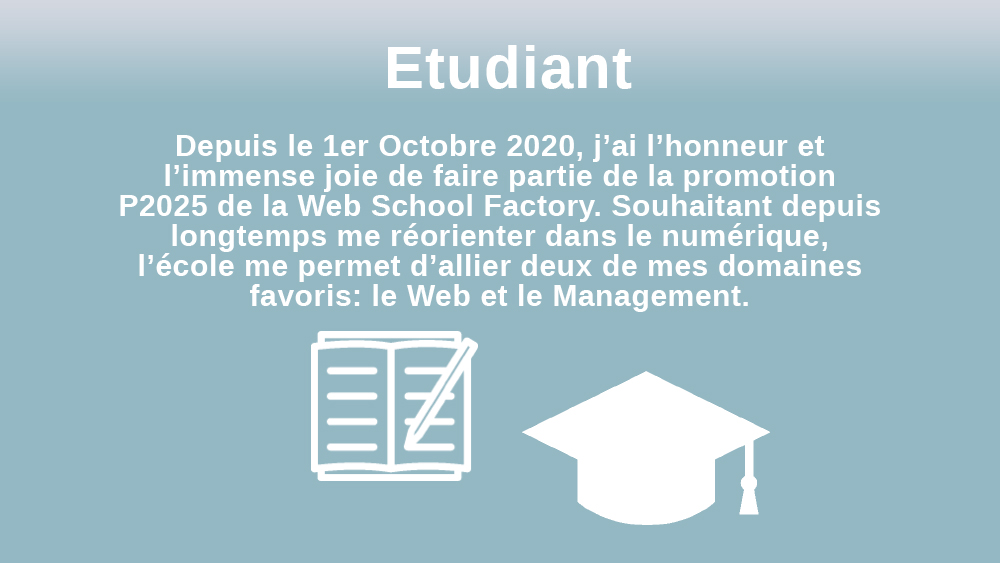 Etudiant
Depuis le 1er Octobre 2020, j’ai l’honneur et
l’immense joie de faire partie de la promotion
P2025 de la Web School Factory. Souhaitant depuis
longtemps me réorienter dans le numérique,
l’école me permet d’allier deux de mes domaines
favoris: le Web et le Management.